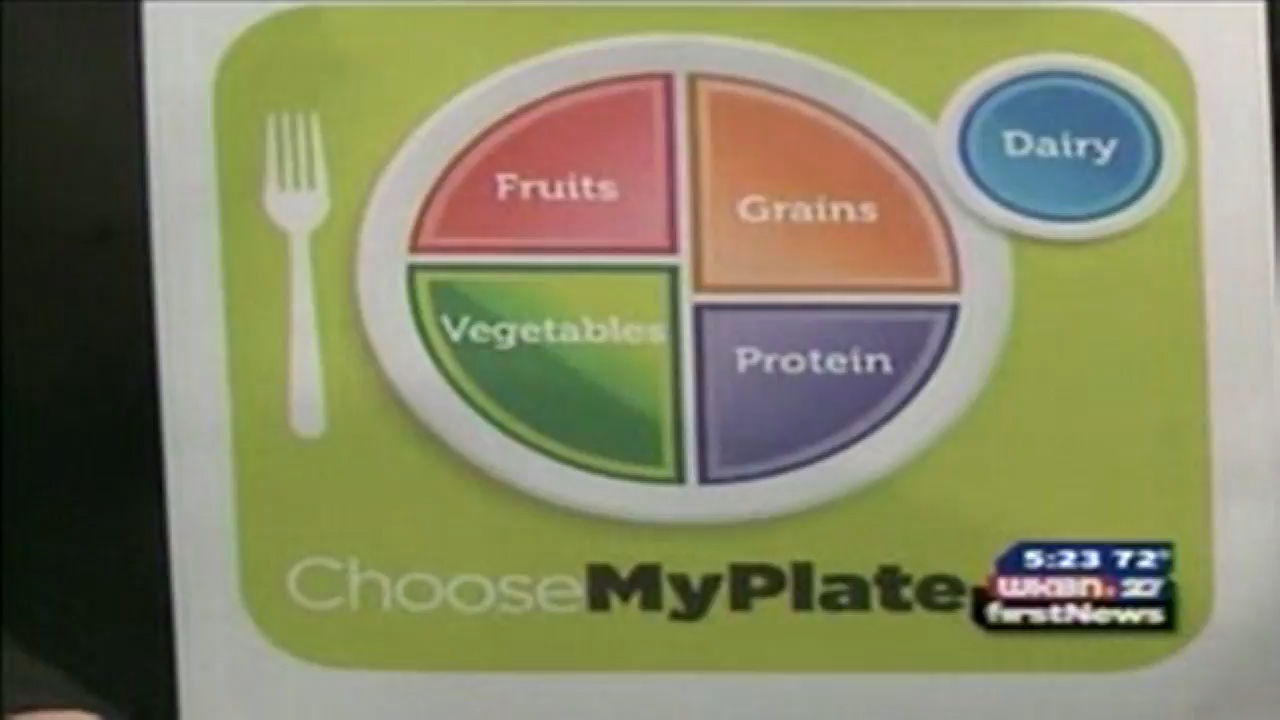 Fruits
Grains
Dairy
Vegetables
Protein
ChooseMyPlate
5:23 72°
WKBN. 27
firstNews